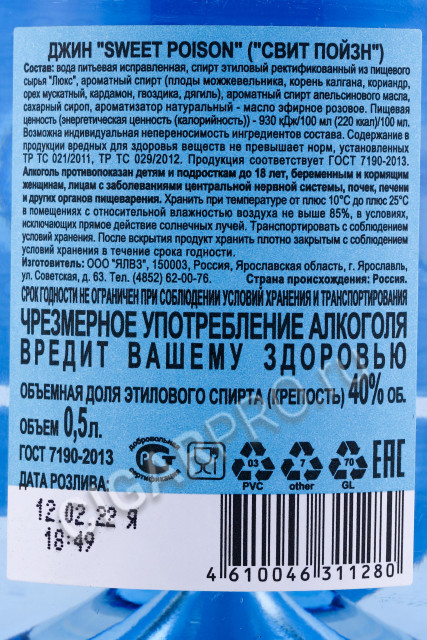 ДЖИН "SWEET POISON" ("СВИТ ПОЙЗН")
Состав: вода питьевая исправленная, спирт этиловый ректификованный из пищевого
сырья "Люкс", ароматный спирт (плоды можжевельника, корень калгана, кориандр,
орех мускатный, кардамон, гвоздика, дягиль), ароматный спирт апельсинового масла,
сахарный сироп, ароматизатор натуральный - масло эфирное розовое. Пищевая
ценность (энергетическая ценность (калорийность)) - 930 кДж/100 мл (220 ккал)/100 мл.
Возможна индивидуальная непереносимость ингредиентов состава. Содержание в
продукции вредных для здоровья веществ не превышает норм, установленных
ТР ТС 021/2011, ТР ТС 029/2012. Продукция соответствует ГОСТ 7190-2013.
Алкоголь противопоказан детям и подросткам до 18 лет, беременным и кормящим
женщинам, лицам с заболеваниями центральной нервной системы, почек, печени
и других органов пищеварения. Хранить при температуре от плюс 10°С до плюс 25°С
в помещениях с относительной влажностью воздуха не выше 85%, в условиях,
исключающих прямое действие солнечных лучей. Транспортировать с соблюдением
условий хранения. После вскрытия продукт хранить плотно закрытым с соблюдением
условий хранения в течение срока годности.
Изготовитель: ООО "ЯЛВЗ", 150003, Россия, Ярославская область, г. Ярославль,
ул. Советская, д. 63. Тел. (4852) 62-00-76. Страна происхождения: Россия.
СРОК ГОДНОСТИ НЕ ОГРАНИЧЕН ПРИ СОБЛЮДЕНИИ УСЛОВИЙ ХРАНЕНИЯ И ТРАНСПОРТИРОВАНИЯ
ЧРЕЗМЕРНОЕ УПОТРЕБЛЕНИЕ АЛКОГОЛЯ
ВРЕДИТ ВАШЕМУ ЗДОРОВЬЮ
ОБЪЕМНАЯ ДОЛЯ ЭТИЛОВОГО СПИРТА (КРЕПОСТЬ) 40% ОБ.
ОБЪЕМ 0,5л.
ГОСТ 7190-2013
добровольная сертификация
03 7 70
PVC other GL
EAC
ДАТА РОЗЛИВА:
12.02.22 Я
18:49
4 610046 311280